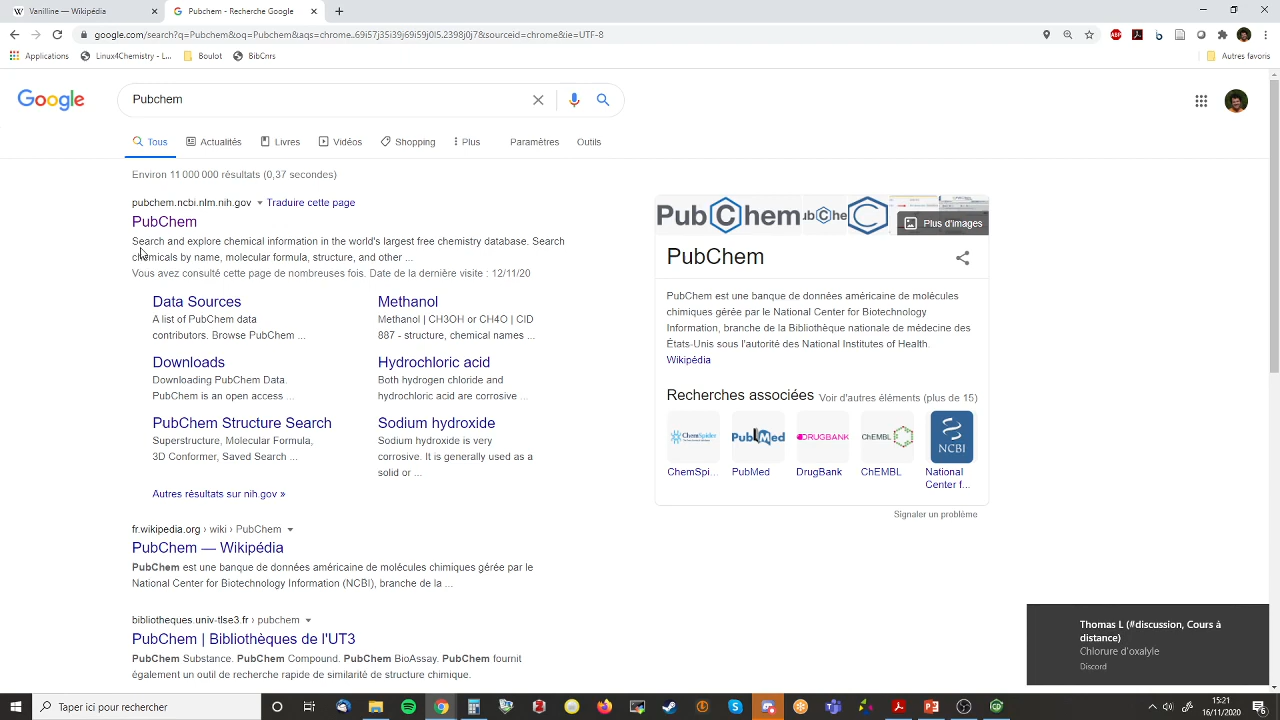 Vanilline — Wikipédia
Pubchem - Recherche Google
google.com/search?q=Pubchem&oq=Pubchem&aqs=chrome..69i57j35i39j69i59j0l5.2398j0j7&sourceid=chrome&ie=UTF-8
Applications
Linux4Chemistry - L...
Boulot
BibCnrs
Autres favoris
Google
Pubchem
Tous
Actualités
Livres
Vidéos
Shopping
Plus
Paramètres
Outils
Environ 11 000 000 résultats (0,37 secondes)
pubchem.ncbi.nlm.nih.gov Traduire cette page
PubChem
Search and explore chemical information in the world's largest free chemistry database. Search
chemicals by name, molecular formula, structure, and other ...
Vous avez consulté cette page de nombreuses fois. Date de la dernière visite : 12/11/20
Data Sources
A list of PubChem data
contributors. Browse PubChem ...
Methanol
Methanol | CH3OH or CH4O | CID
887 - structure, chemical names ...
Downloads
Downloading PubChem Data.
PubChem is an open access ...
Hydrochloric acid
Both hydrogen chloride and
hydrochloric acid are corrosive ...
PubChem Structure Search
Superstructure, Molecular Formula,
3D Conformer, Saved Search ...
Sodium hydroxide
Sodium hydroxide is very
corrosive. It is generally used as a
solid or ...
Autres résultats sur nih.gov »
fr.wikipedia.org › wiki › PubChem
PubChem — Wikipédia
PubChem est une banque de données américaine de molécules chimiques gérée par le
National Center for Biotechnology Information (NCBI), branche de la ...
bibliotheques.univ-tlse3.fr › pubchem
PubChem | Bibliothèques de l'UT3
PubChem Substance. PubChem Compound. PubChem BioAssay. PubChem fournit
également un outil de recherche rapide de similarité de structure chimique.
PubChem
ubChe
Plus d'images
PubChem
PubChem est une banque de données américaine de molécules
chimiques gérée par le National Center for Biotechnology
Information, branche de la Bibliothèque nationale de médecine des
États-Unis sous l'autorité des National Institutes of Health.
Wikipédia
Recherches associées
Voir d'autres éléments (plus de 15)
ChemSpider
PubMed
DRUGBANK
ChEMBL
NCBI
ChemSpi...
PubMed
DrugBank
ChEMBL
National
Center f...
Signaler un problème
Thomas L (#discussion, Cours à
distance)
Chlorure d'oxalyle
Discord
Taper ici pour rechercher
15:21
16/11/2020